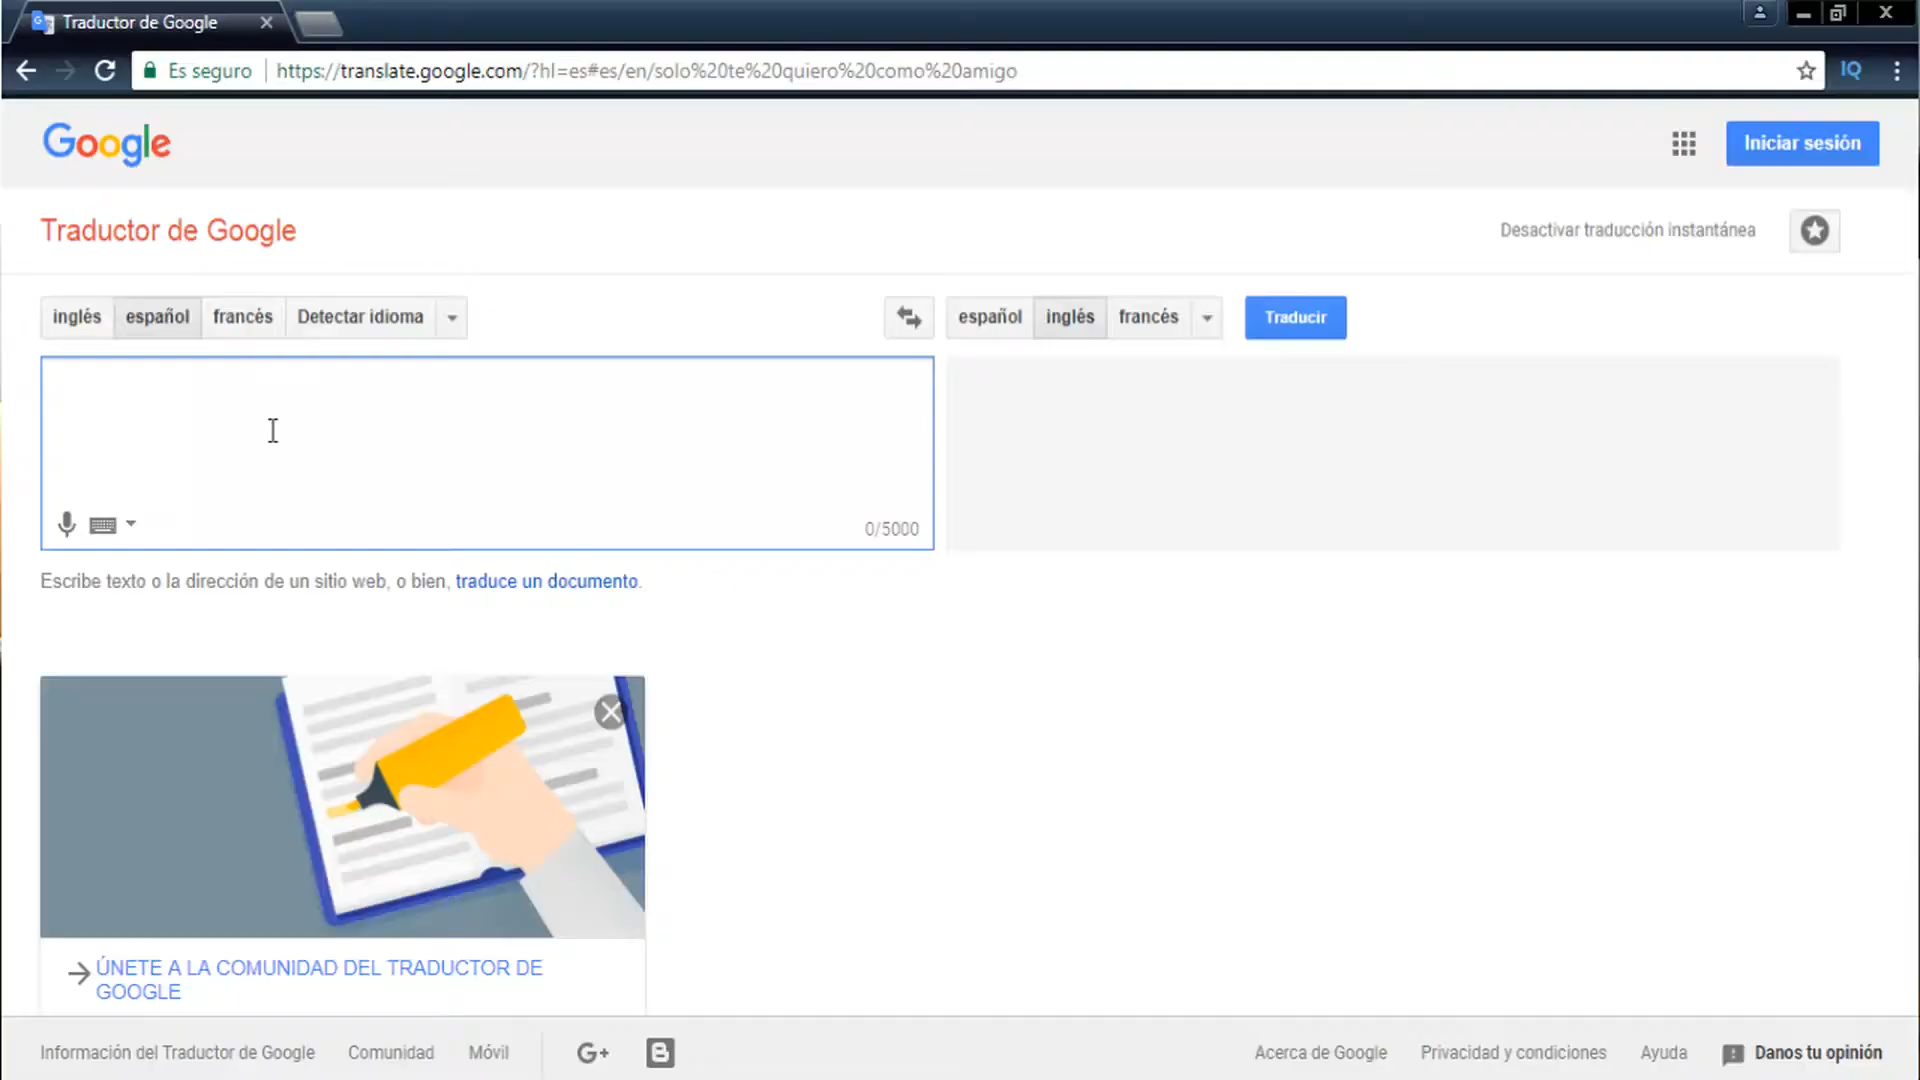 Traductor de Google
Es seguro
https://translate.google.com/?hl=es#es/en/solo%20te%20quiero%20como%20amigo
IQ
Google
Iniciar sesión
Traductor de Google
Desactivar traducción instantánea
inglés español francés Detectar idioma
español inglés francés Traducir
0/5000
Escribe texto o la dirección de un sitio web, o bien, traduce un documento.
ÚNETE A LA COMUNIDAD DEL TRADUCTOR DE
GOOGLE
Información del Traductor de Google Comunidad Móvil G+ Acerca de Google Privacidad y condiciones Ayuda Danos tu opinión